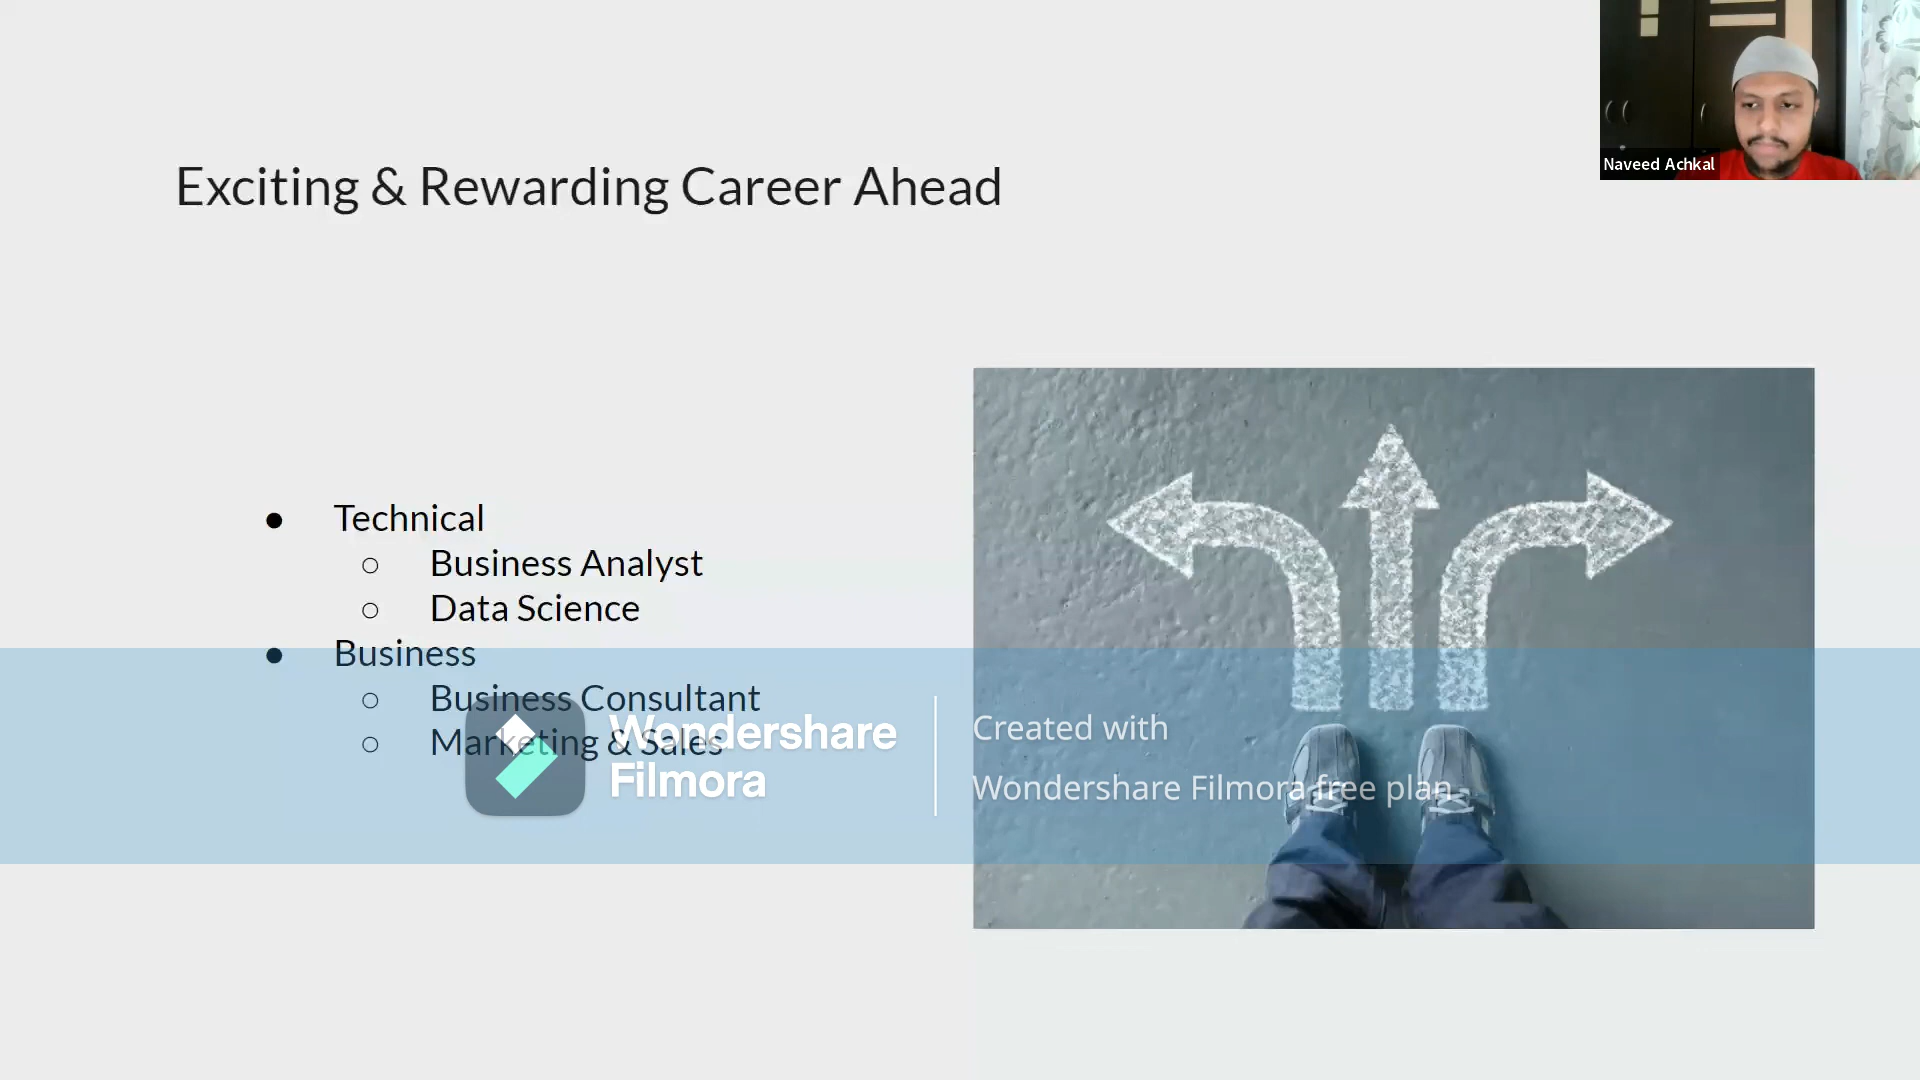 Naveed Achkal
Exciting & Rewarding Career Ahead
● Technical
○ Business Analyst
○ Data Science
● Business
○ Business Consultant
○ Marketing & Sales
Wondershare
Filmora
Created with
Wondershare Filmora free plan